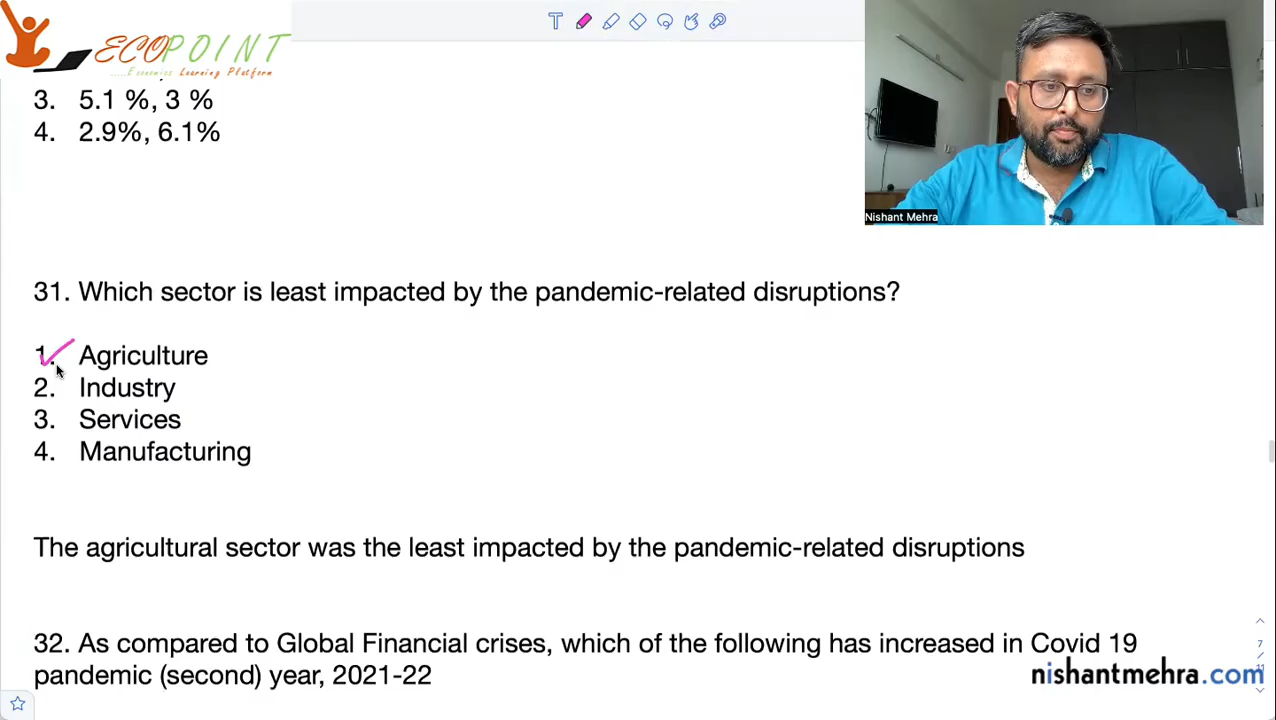 ECOPOINT
.....Economics Learning Platform
3. 5.1 %, 3 %
4. 2.9%, 6.1%
Nishant Mehra
31. Which sector is least impacted by the pandemic-related disruptions?
1. Agriculture
2. Industry
3. Services
4. Manufacturing
The agricultural sector was the least impacted by the pandemic-related disruptions
32. As compared to Global Financial crises, which of the following has increased in Covid 19
pandemic (second) year, 2021-22
nishantmehra.com
7
/